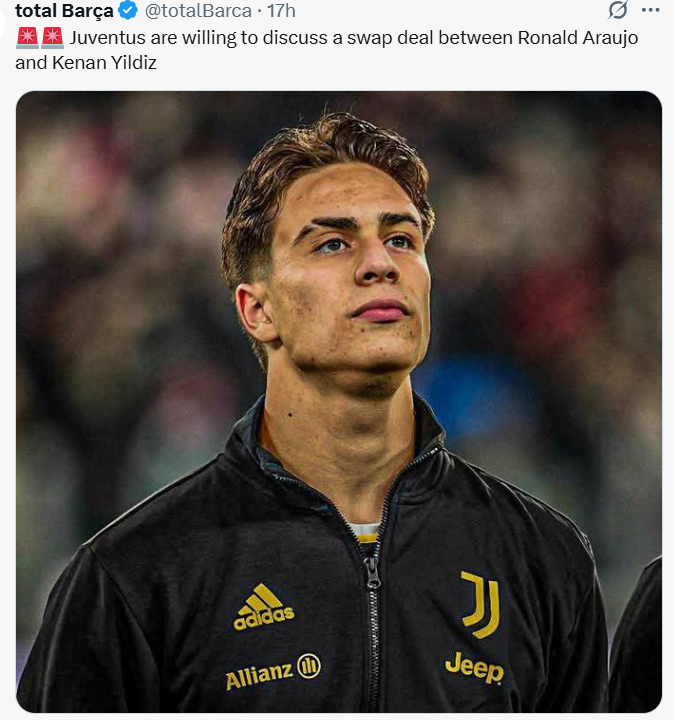 total Barça @totalBarca · 17h
🚨🚨 Juventus are willing to discuss a swap deal between Ronald Araujo
and Kenan Yildiz
adidas
Allianz
Jeep